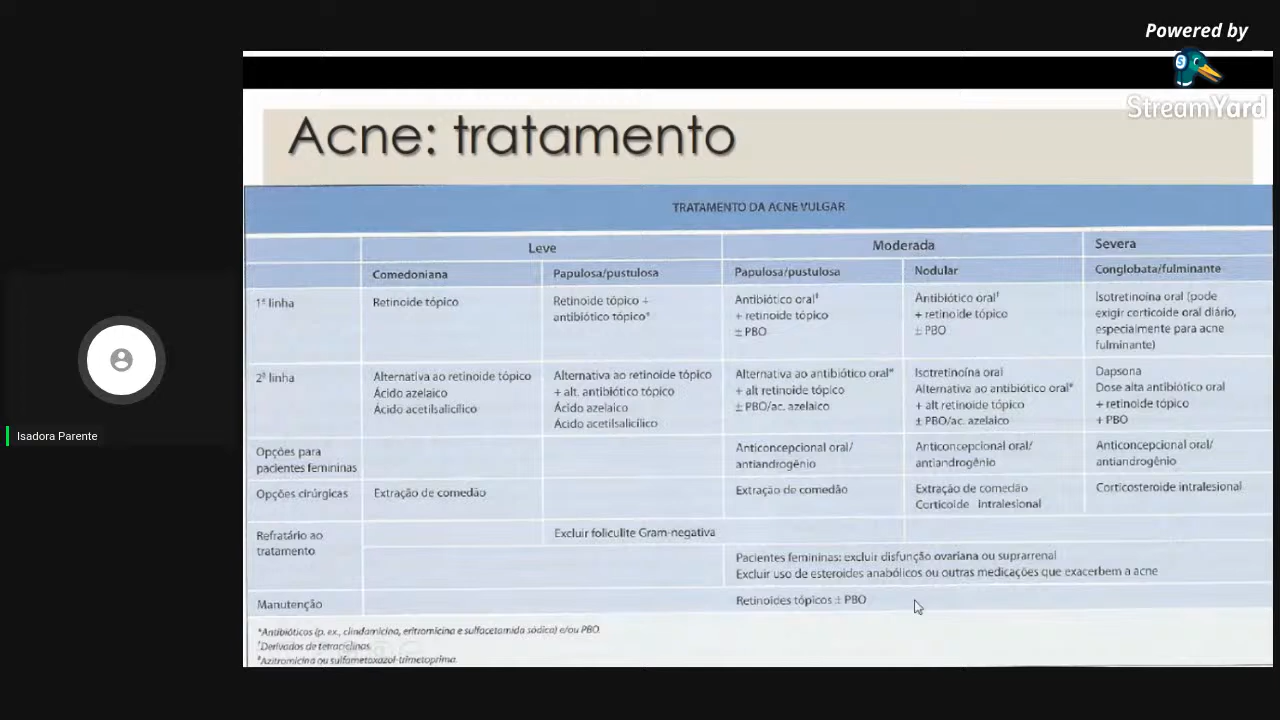 Powered by
StreamYard
Acne: tratamento
TRATAMENTO DA ACNE VULGAR
Leve
Moderada
Severa
Comedoniana
Papulosa/pustulosa
Papulosa/pustulosa
Nodular
Conglobata/fulminante
1ª linha
Retinoide tópico
Retinoide tópico +
antibiótico tópico*
Antibiótico oral†
+ retinoide tópico
± PBO
Antibiótico oral†
+ retinoide tópico
± PBO
Isotretinoína oral (pode
exigir corticoide oral diário,
especialmente para acne
fulminante)
2ª linha
Alternativa ao retinoide tópico
Ácido azelaico
Ácido acetilsalicílico
Alternativa ao retinoide tópico
+ alt. antibiótico tópico
Ácido azelaico
Ácido acetilsalicílico
Alternativa ao antibiótico oral#
+ alt retinoide tópico
± PBO/ac. azelaico
Isotretinoína oral
Alternativa ao antibiótico oral#
+ alt retinoide tópico
± PBO/ac. azelaico
Dapsona
Dose alta antibiótico oral
+ retinoide tópico
+ PBO
Opções para
pacientes femininas
Anticoncepcional oral/
antiandrogênio
Anticoncepcional oral/
antiandrogênio
Anticoncepcional oral/
antiandrogênio
Opções cirúrgicas
Extração de comedão
Extração de comedão
Extração de comedão
Corticoide intralesional
Corticosteroide intralesional
Refratário ao
tratamento
Excluir foliculite Gram-negativa
Pacientes femininas: excluir disfunção ovariana ou suprarrenal
Excluir uso de esteroides anabólicos ou outras medicações que exacerbem a acne
Manutenção
Retinoides tópicos ± PBO
*Antibióticos (p. ex., clindamicina, eritromicina e sulfacetamida sódica) e/ou PBO.
†Derivados de tetraciclinas.
#Azitromicina ou sulfametoxazol-trimetoprima.
Isadora Parente